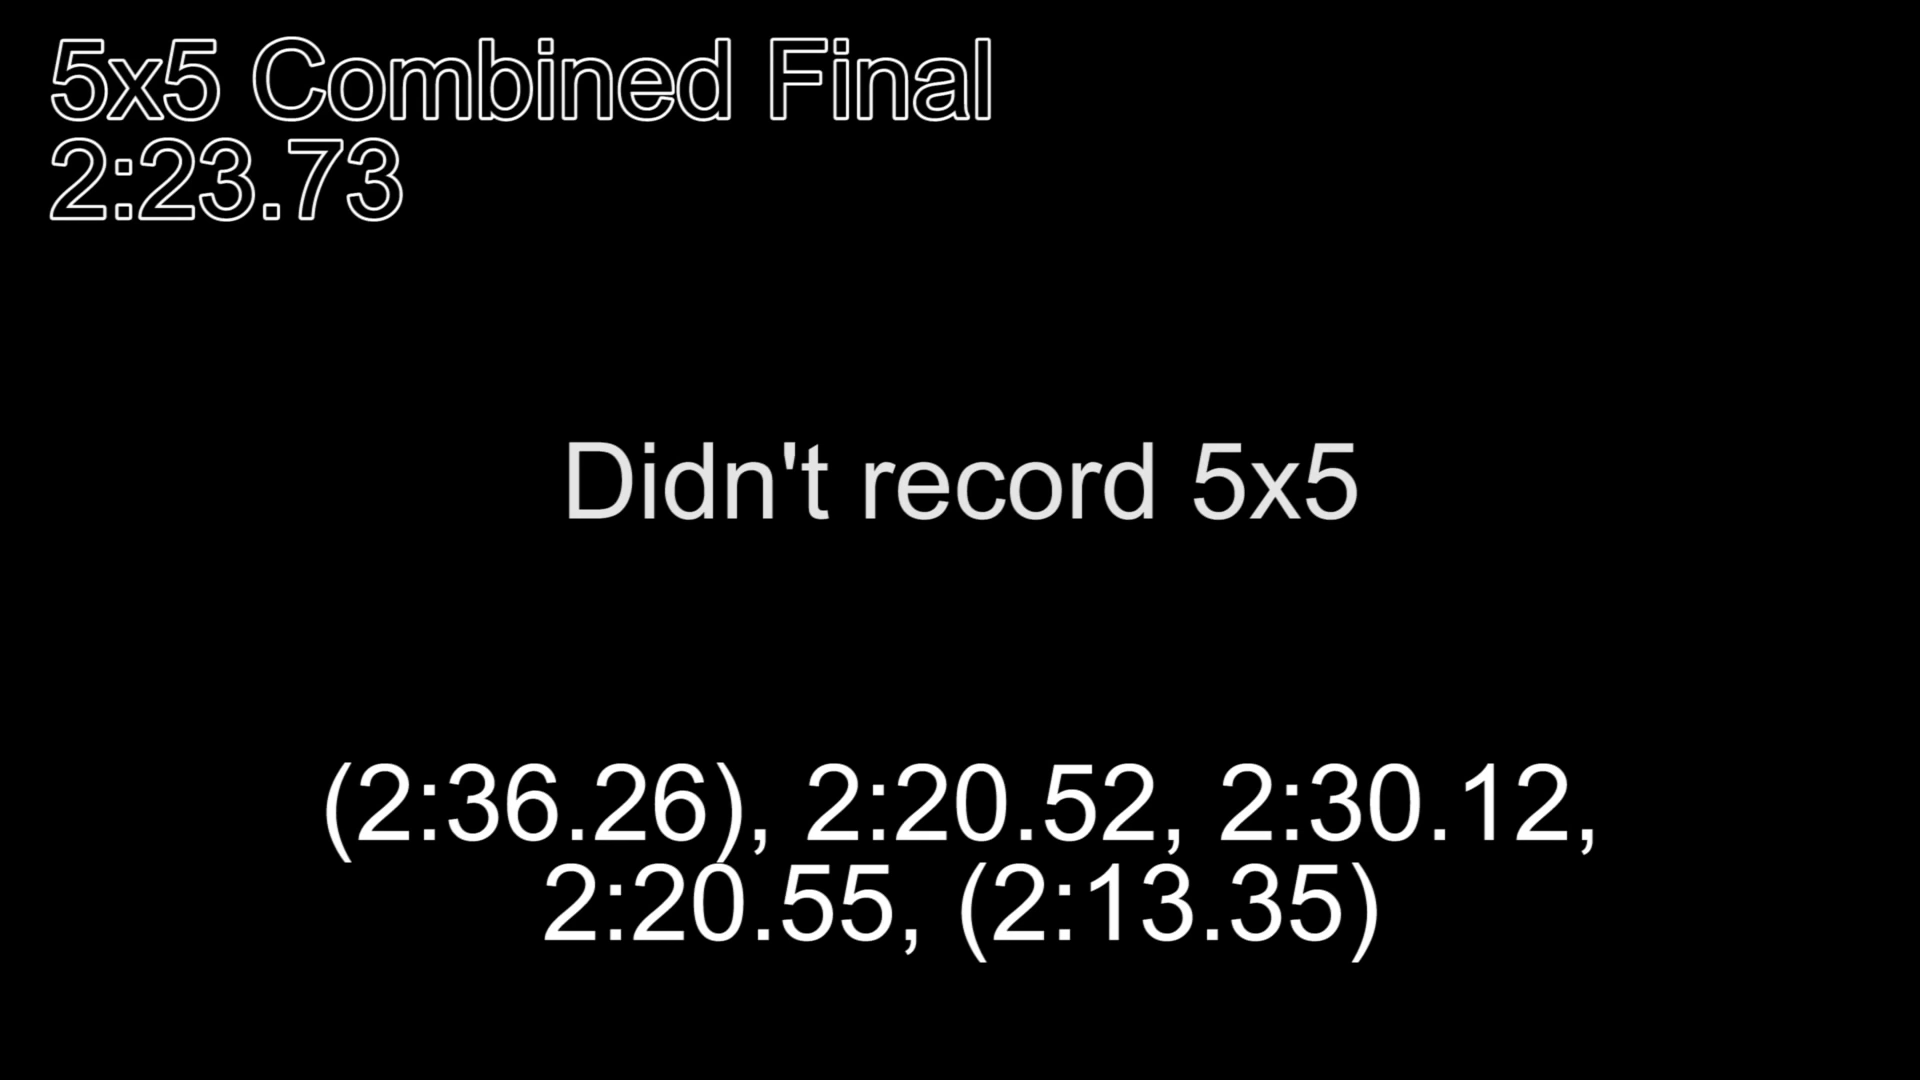 5x5 Combined Final
2:23.73
Didn't record 5x5
(2:36.26), 2:20.52, 2:30.12,
2:20.55, (2:13.35)